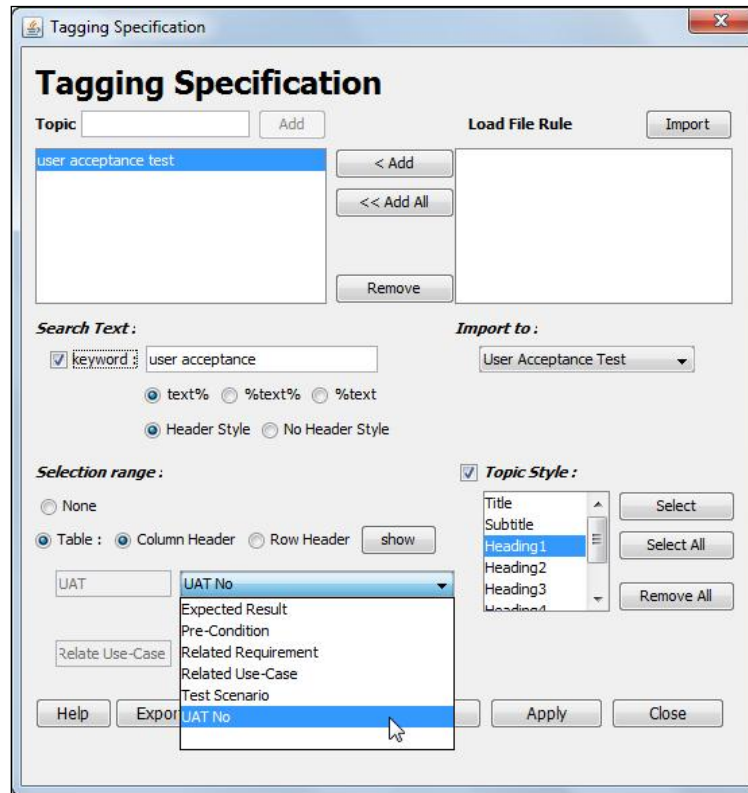 Tagging Specification
Tagging Specification
Topic Add Load File Rule Import
user acceptance test
< Add
<< Add All
Remove
Search Text :
Import to :
keyword : user acceptance
User Acceptance Test
text% %text% %text
Header Style No Header Style
Selection range :
Topic Style :
None
Table : Column Header Row Header show
Title
Subtitle
Heading1
Heading2
Heading3
Heading4
Select
Select All
Remove All
UAT UAT No
Expected Result
Pre-Condition
Related Requirement
Related Use-Case
Test Scenario
UAT No
Relate Use-Case
Help Expor Apply Close